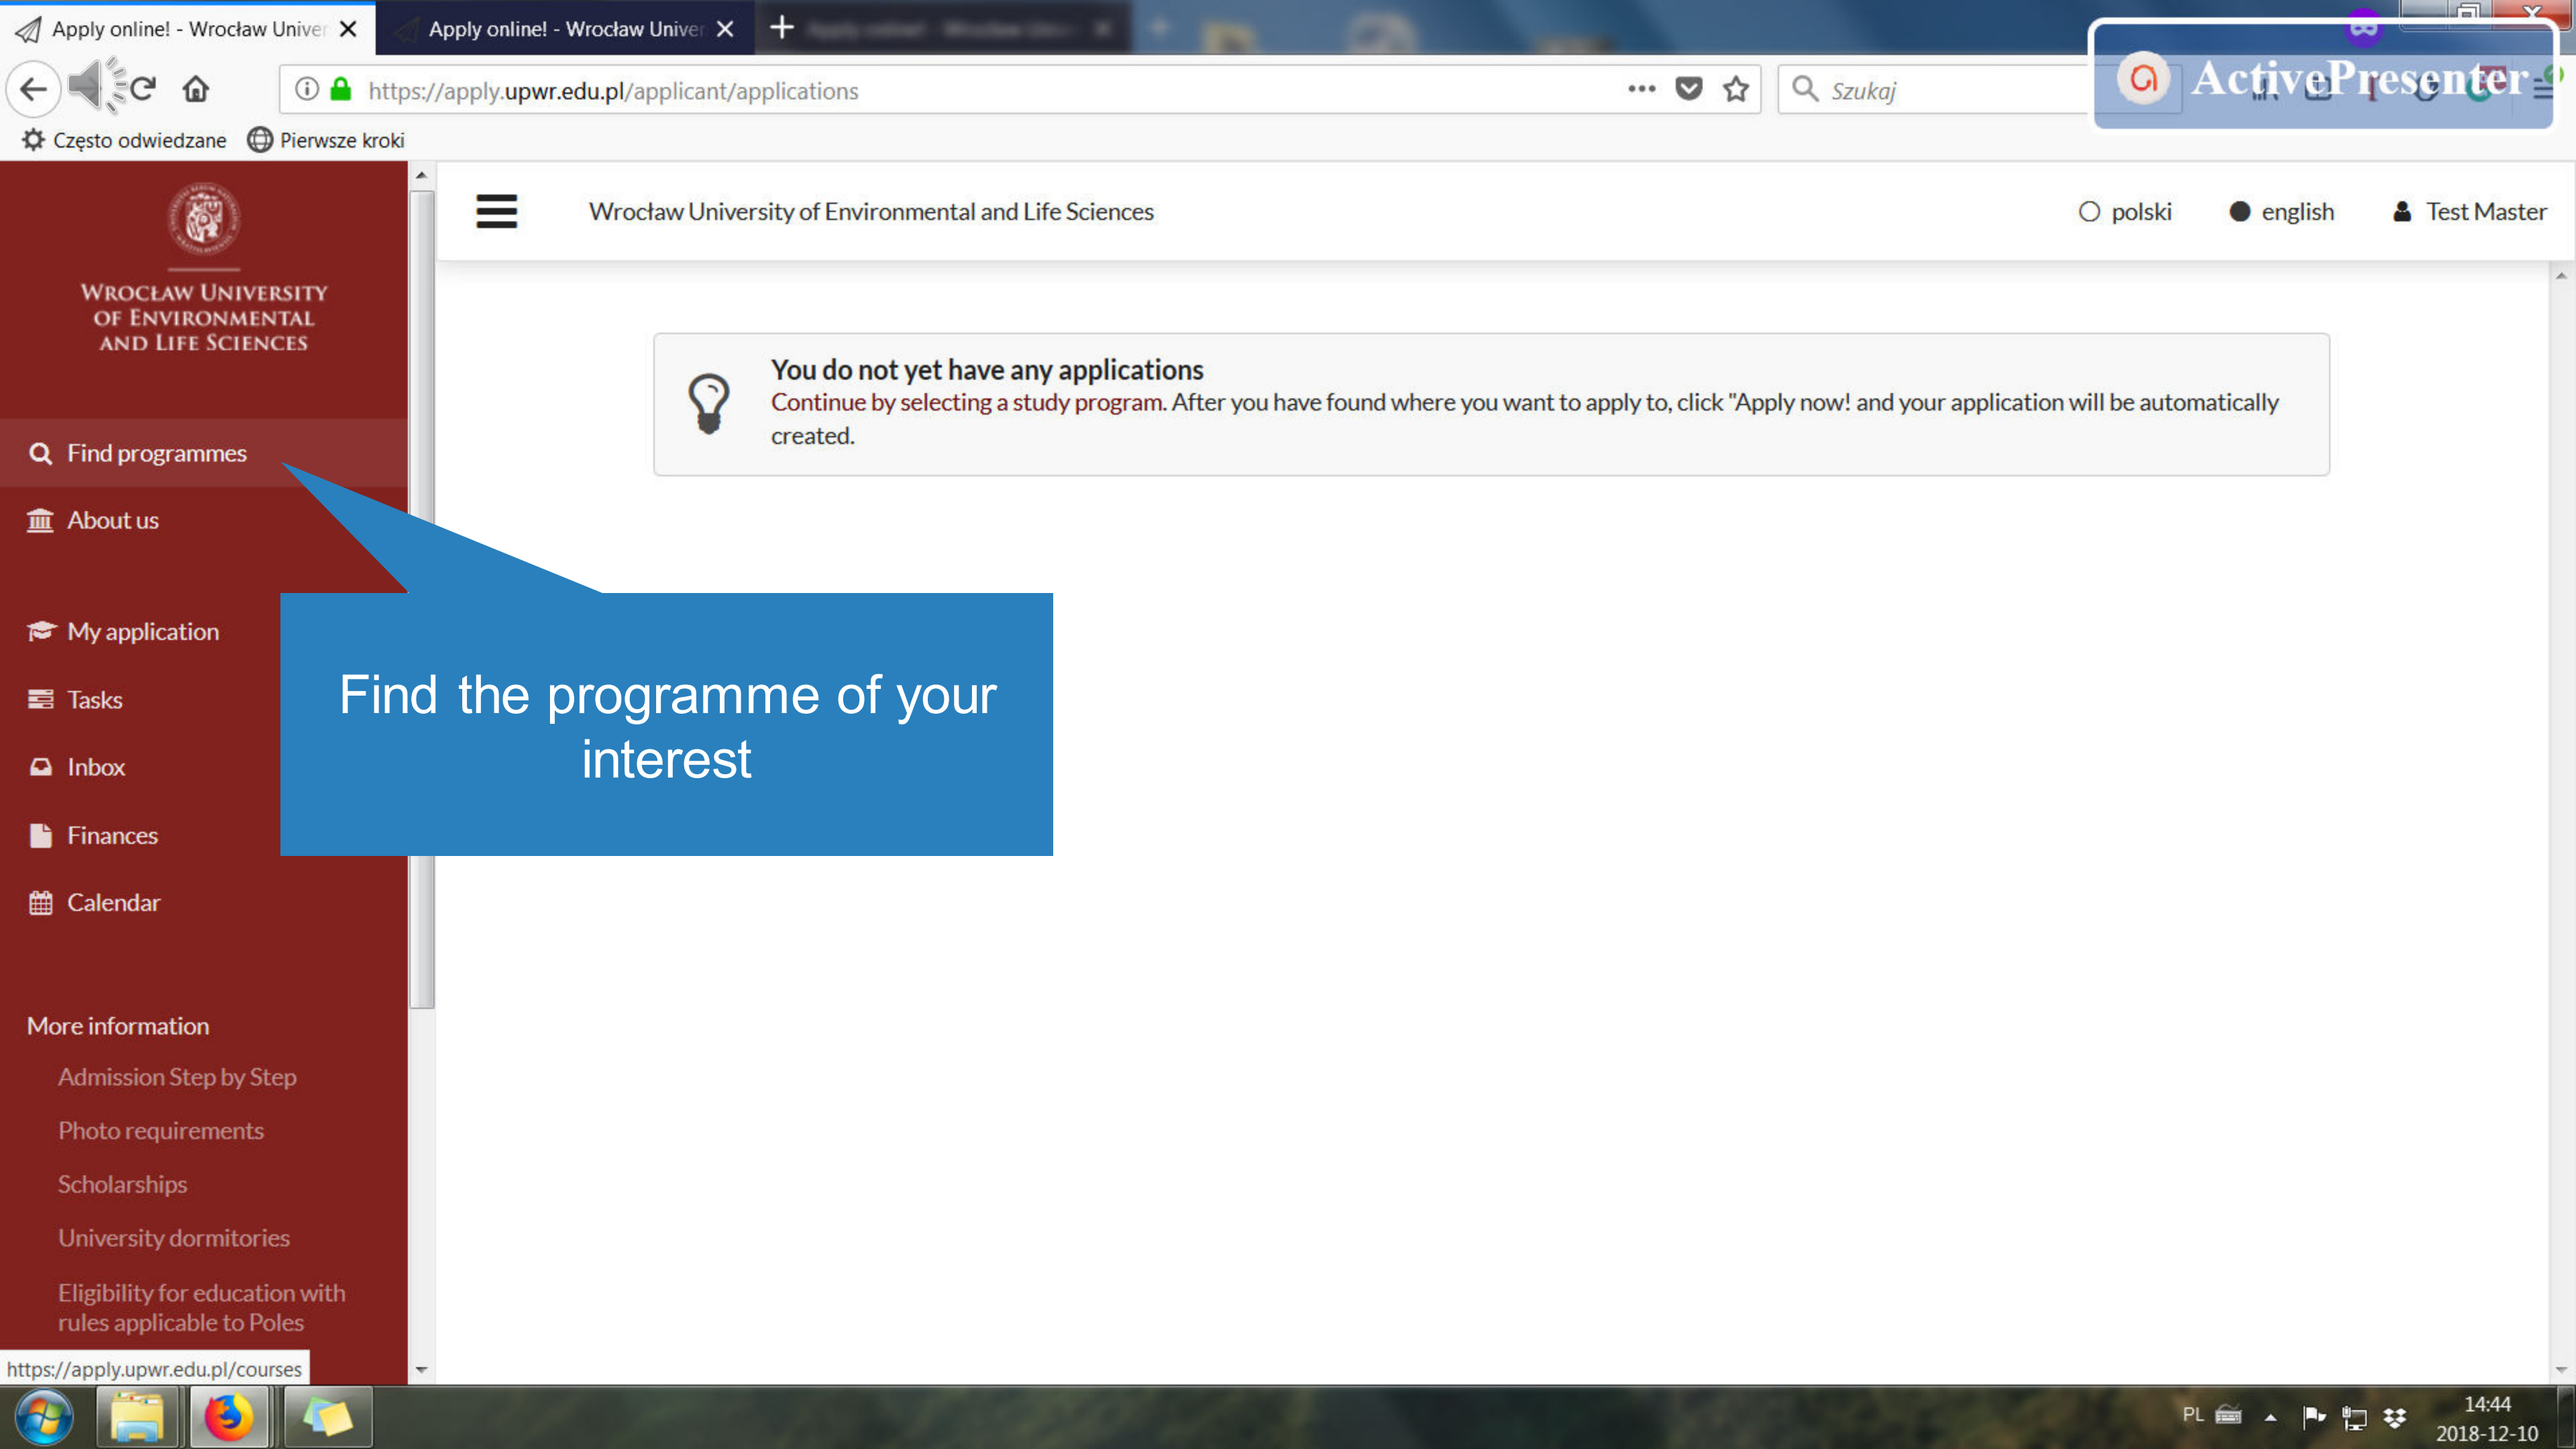 Apply online! - Wrocław Univer
Apply online! - Wrocław Univer
https://apply.upwr.edu.pl/applicant/applications
Szukaj
ActivePresenter
Często odwiedzane
Pierwsze kroki
WROCŁAW UNIVERSITY
OF ENVIRONMENTAL
AND LIFE SCIENCES
Wrocław University of Environmental and Life Sciences
polski
english
Test Master
You do not yet have any applications
Continue by selecting a study program. After you have found where you want to apply to, click "Apply now! and your application will be automatically
created.
Find programmes
About us
My application
Tasks
Inbox
Finances
Calendar
Find the programme of your
interest
More information
Admission Step by Step
Photo requirements
Scholarships
University dormitories
Eligibility for education with
rules applicable to Poles
https://apply.upwr.edu.pl/courses
PL
14:44
2018-12-10